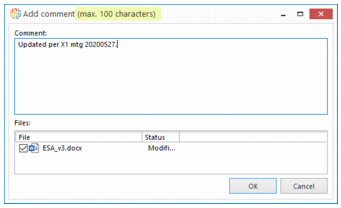 Add comment (max. 100 characters)
Comment:
Updated per X1 mtg 20200527.
Files:
File Status
ESA_v3.docx Modifi...
OK Cancel